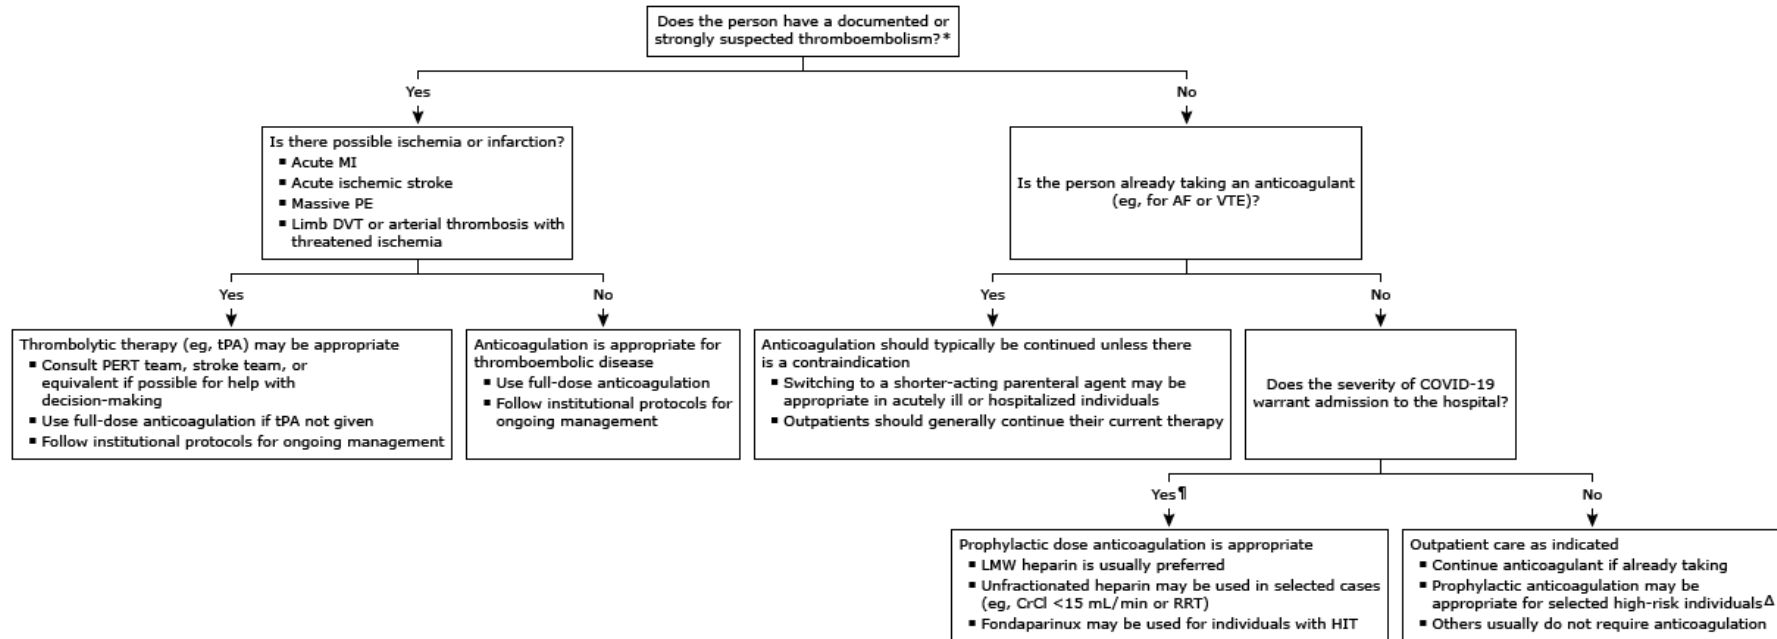 Does the person have a documented or
strongly suspected thromboembolism?*
Yes
No
Is there possible ischemia or infarction?
▪ Acute MI
▪ Acute ischemic stroke
▪ Massive PE
▪ Limb DVT or arterial thrombosis with
threatened ischemia
Is the person already taking an anticoagulant
(eg, for AF or VTE)?
Yes
No
Yes
No
Thrombolytic therapy (eg, tPA) may be appropriate
▪ Consult PERT team, stroke team, or
equivalent if possible for help with
decision-making
▪ Use full-dose anticoagulation if tPA not given
▪ Follow institutional protocols for ongoing management
Anticoagulation is appropriate for
thromboembolic disease
▪ Use full-dose anticoagulation
▪ Follow institutional protocols for
ongoing management
Anticoagulation should typically be continued unless there
is a contraindication
▪ Switching to a shorter-acting parenteral agent may be
appropriate in acutely ill or hospitalized individuals
▪ Outpatients should generally continue their current therapy
Does the severity of COVID-19
warrant admission to the hospital?
Yes¶
No
Prophylactic dose anticoagulation is appropriate
▪ LMW heparin is usually preferred
▪ Unfractionated heparin may be used in selected cases
(eg, CrCl <15 mL/min or RRT)
▪ Fondaparinux may be used for individuals with HIT
Outpatient care as indicated
▪ Continue anticoagulant if already taking
▪ Prophylactic anticoagulation may be
appropriate for selected high-risk individualsΔ
▪ Others usually do not require anticoagulation